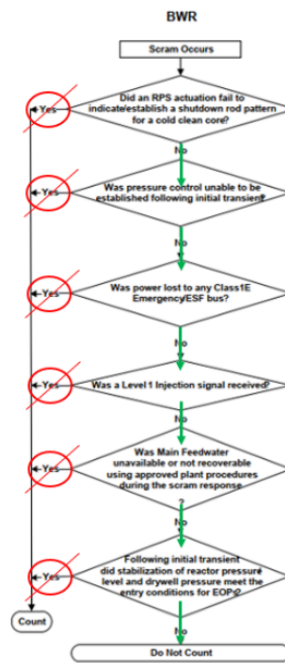 BWR
Scram Occurs
Did an RPS actuation fail to
indicate/establish a shutdown rod pattern
for a cold clean core?
Yes
No
Was pressure control unable to be
established following initial transient?
Yes
No
Was power lost to any Class1E
Emergency/ESF bus?
Yes
No
Was a Level 1 Injection signal received?
Yes
No
Was Main Feedwater
unavailable or not recoverable
using approved plant procedures
during the scram response
?
Yes
No
Following initial transient
did stabilization of reactor pressure
level and drywell pressure meet the
entry conditions for EOPs?
Yes
No
Count
Do Not Count